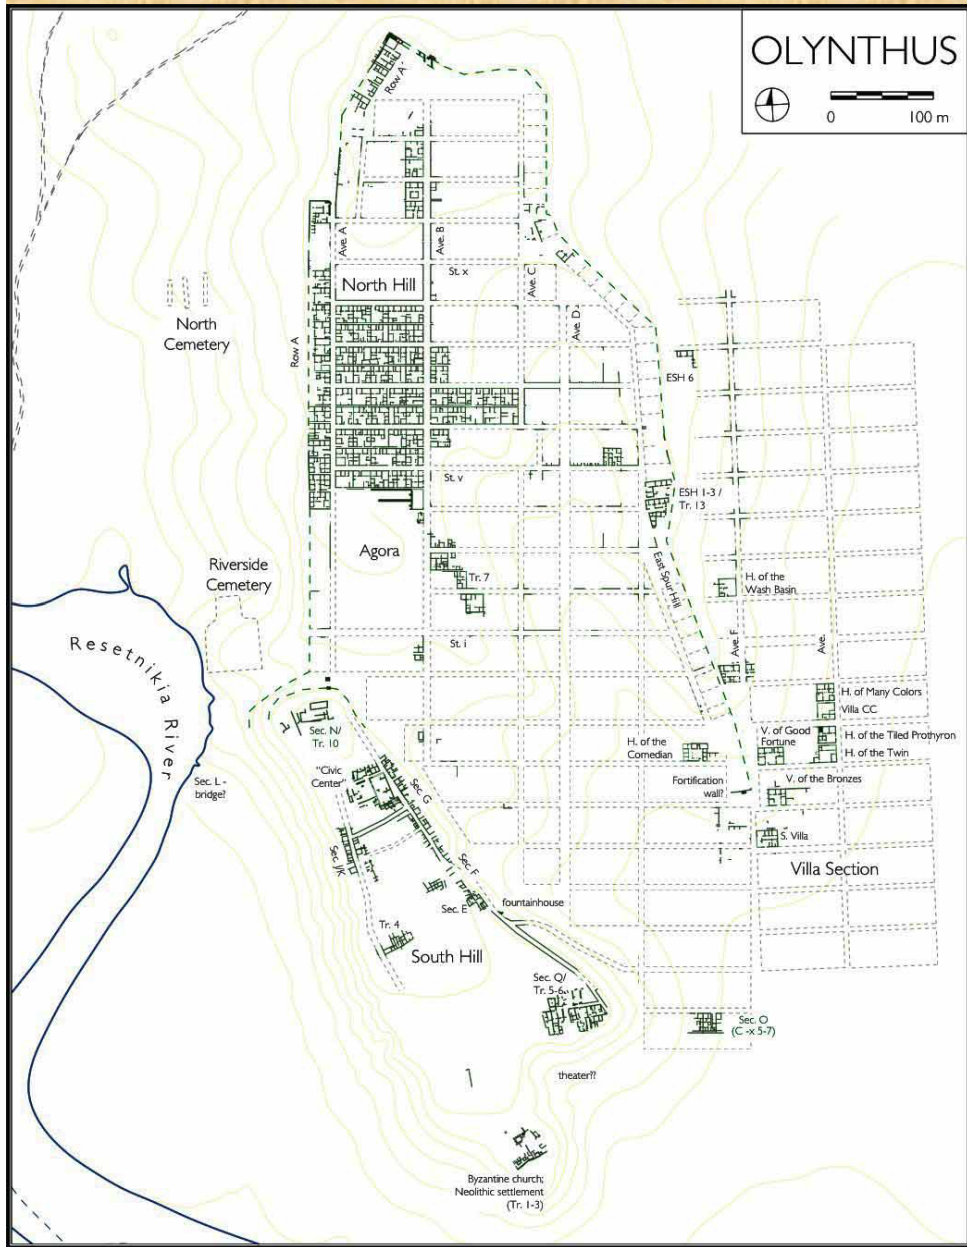 OLYNTHUS
0 100 m
Row A'
Ave. A
Ave. B
St. x
Ave. C
North Hill
Ave. D
North
Cemetery
Row A
ESH 6
St. v
ESH 1-3 /
Tr. 13
Agora
Riverside
Cemetery
Tr. 7
East Spur Hill
H. of the
Wash Basin
Resetnikia River
St. i
Ave. F
Ave.
H. of Many Colors
Villa CC
Sec. N/
Tr. 10
V. of Good
Fortune
H. of the Tiled Prothyron
H. of the Twin
H. of the
Comedian
"Civic
Center"
Sec. L -
bridge?
Sec. G
Fortification
wall?
V. of the Bronzes
S. Villa
Sec. J/K
Sec. F
Villa Section
Sec. E
fountainhouse
Tr. 4
South Hill
Sec. Q/
Tr. 5-6
Sec. O
(C -x 5-7)
theater??
Byzantine church;
Neolithic settlement
(Tr. 1-3)